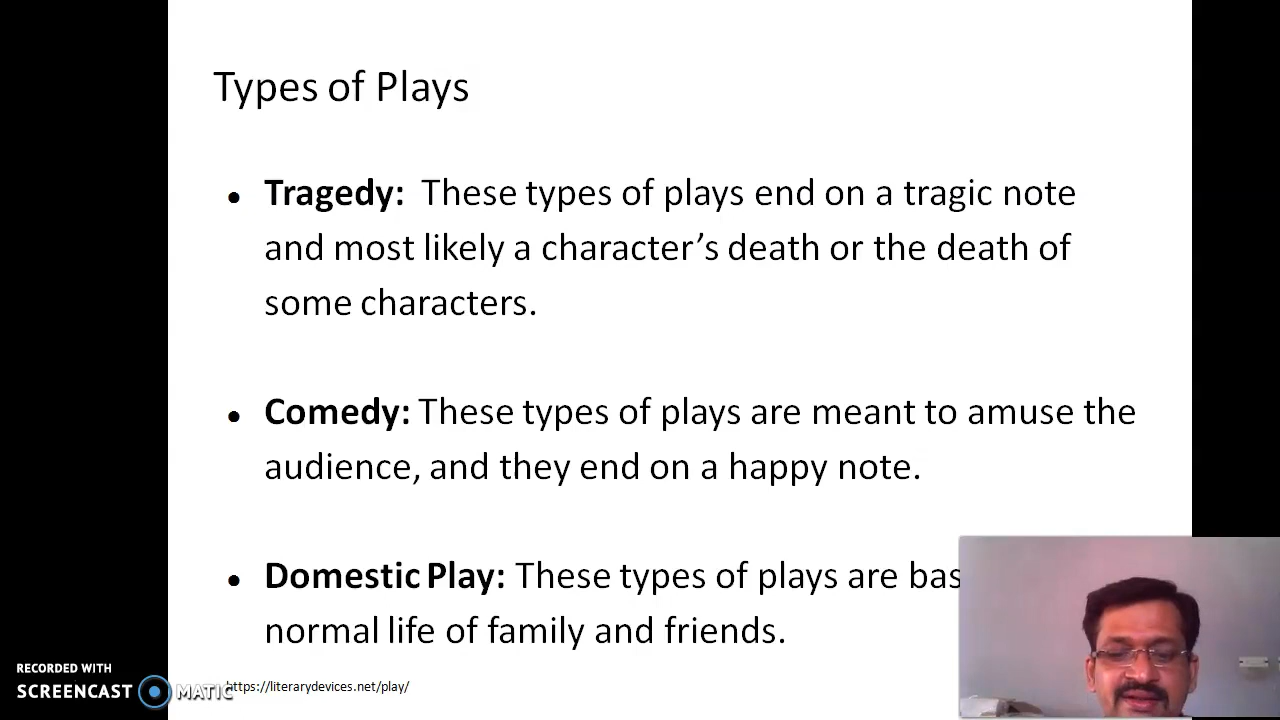 Types of Plays
● Tragedy: These types of plays end on a tragic note
and most likely a character’s death or the death of
some characters.
● Comedy: These types of plays are meant to amuse the
audience, and they end on a happy note.
● Domestic Play: These types of plays are bas
normal life of family and friends.
RECORDED WITH
SCREENCAST MATIC
https://literarydevices.net/play/